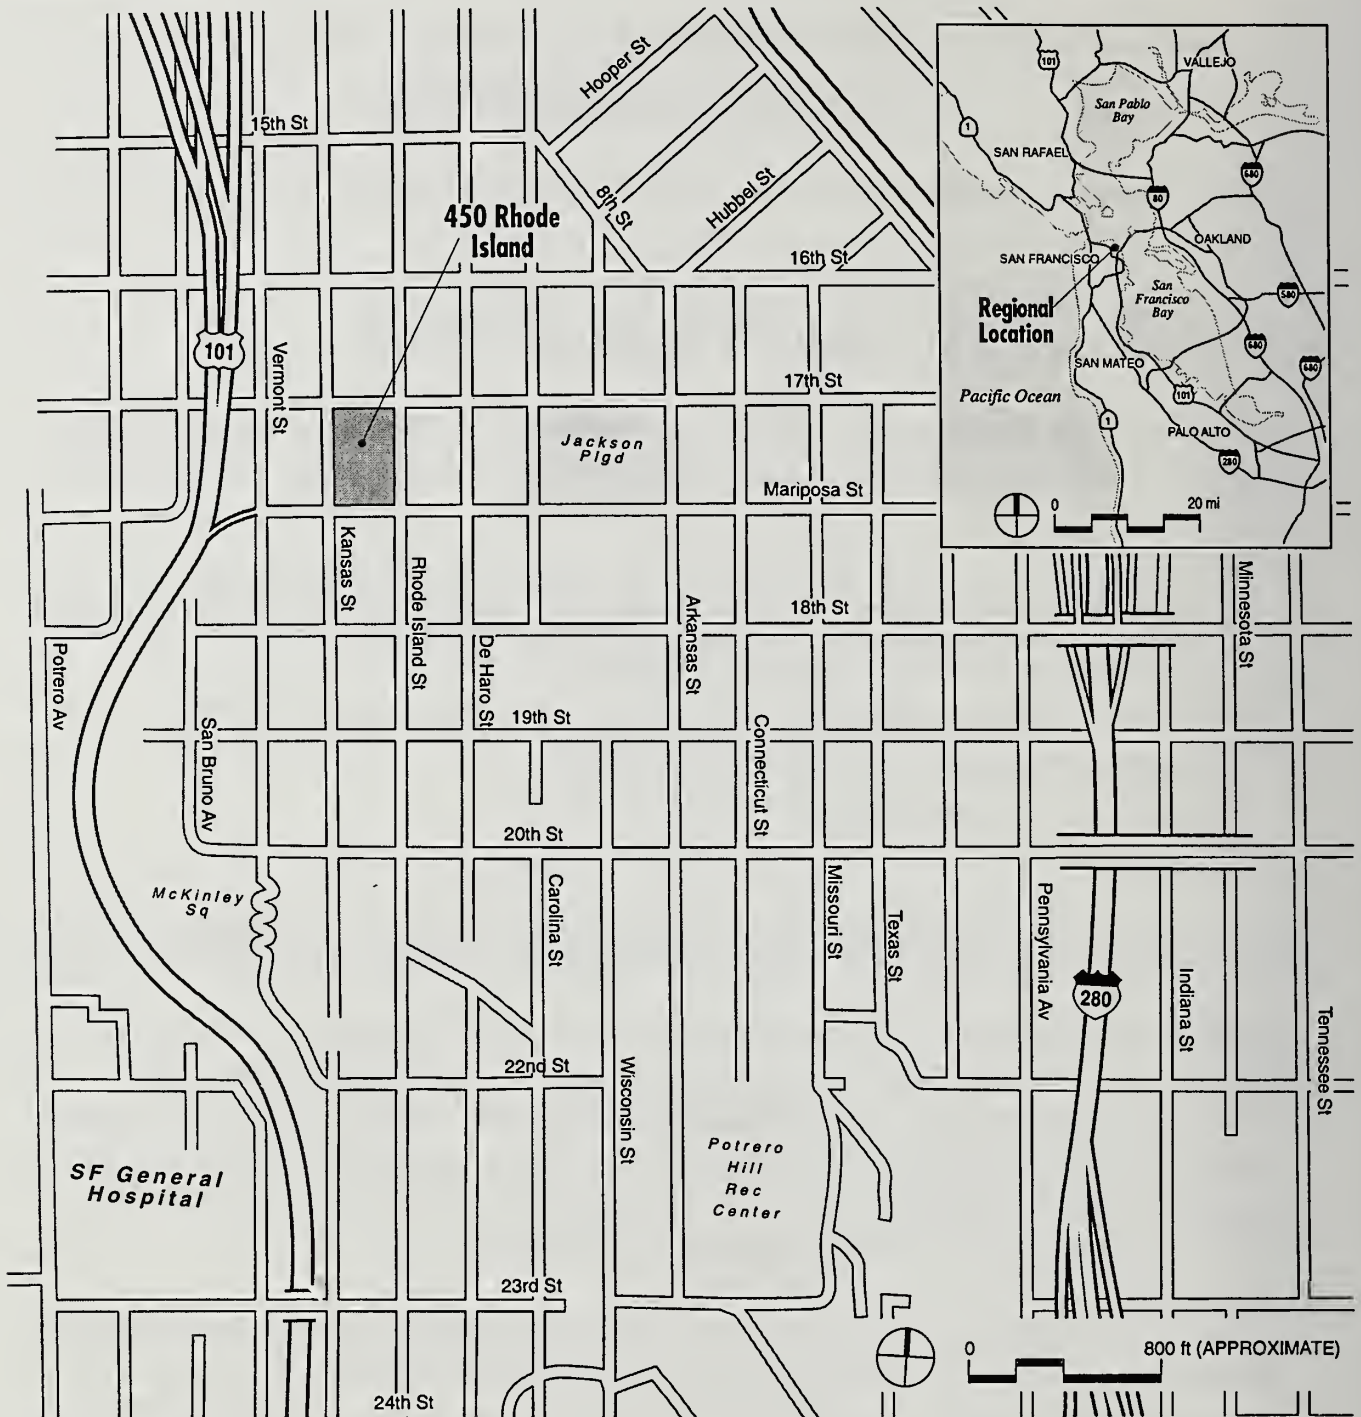 Hooper St
15th St
8th St
Hubbel St
450 Rhode
Island
16th St
101
Vermont St
17th St
Jackson
Plgd
Mariposa St
Kansas St
Rhode Island St
18th St
Arkansas St
De Haro St
Potrero Av
San Bruno Av
19th St
Connecticut St
20th St
McKinley
Sq
Carolina St
Missouri St
Texas St
Pennsylvania Av
280
Indiana St
Minnesota St
Tennessee St
22nd St
Wisconsin St
SF General
Hospital
Potrero
Hill
Rec
Center
23rd St
24th St
0
800 ft (APPROXIMATE)
101
VALLEJO
San Pablo
Bay
1
SAN RAFAEL
80
680
OAKLAND
SAN FRANCISCO
San
Francisco
Bay
580
Regional
Location
680
680
SAN MATEO
101
Pacific Ocean
1
PALO ALTO
280
0
20 mi